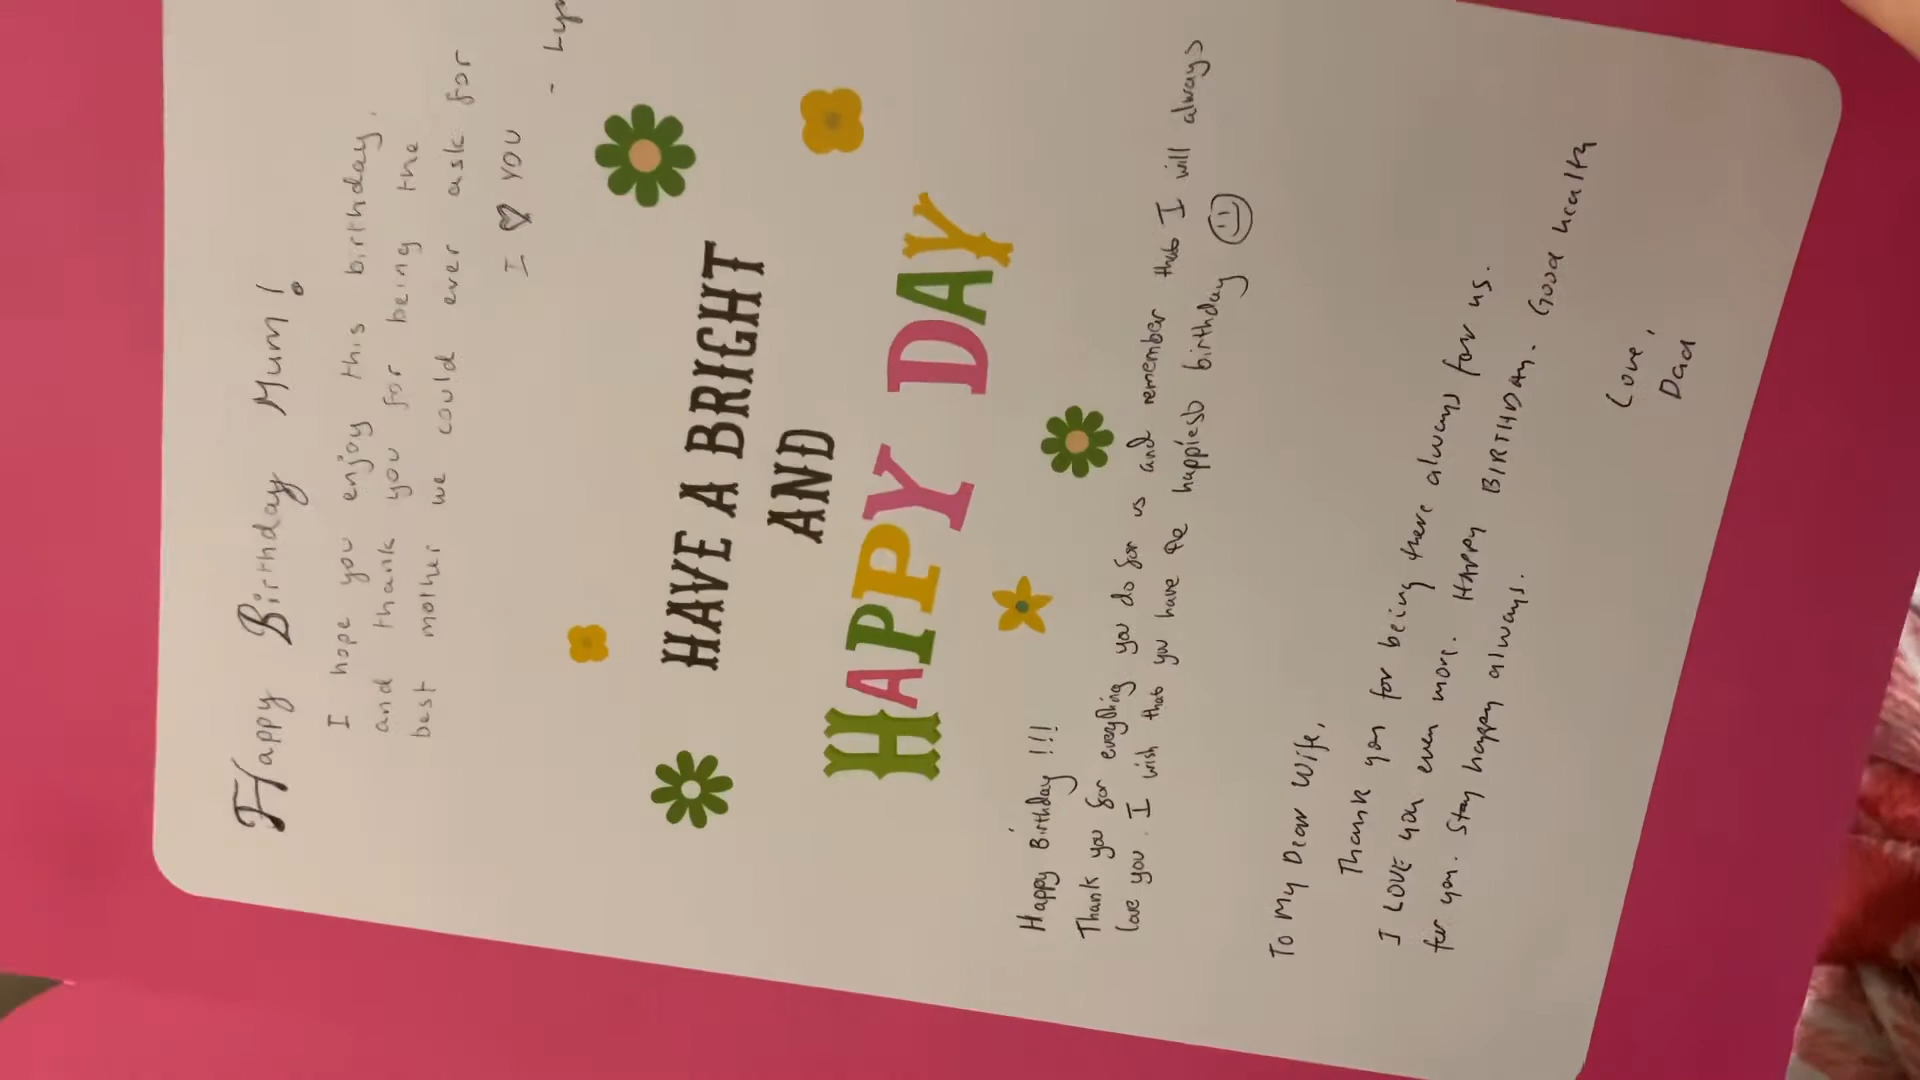 Happy Birthday Mum!
I hope you enjoy this birthday,
and thank you for being the
best mother we could ever ask for
I ♡ YOU
HAVE A BRIGHT
AND
HAPPY DAY
Happy Birthday !!!
Thank you for everything you do for us and remember that I will always
love you. I wish that you have the happiest birthday ☺
To My Dear Wife,
Thank you for being there always for us.
I LOVE you even more. HAPPY BIRTHDAY. Good health
for you. Stay happy always.
Love,
Dad